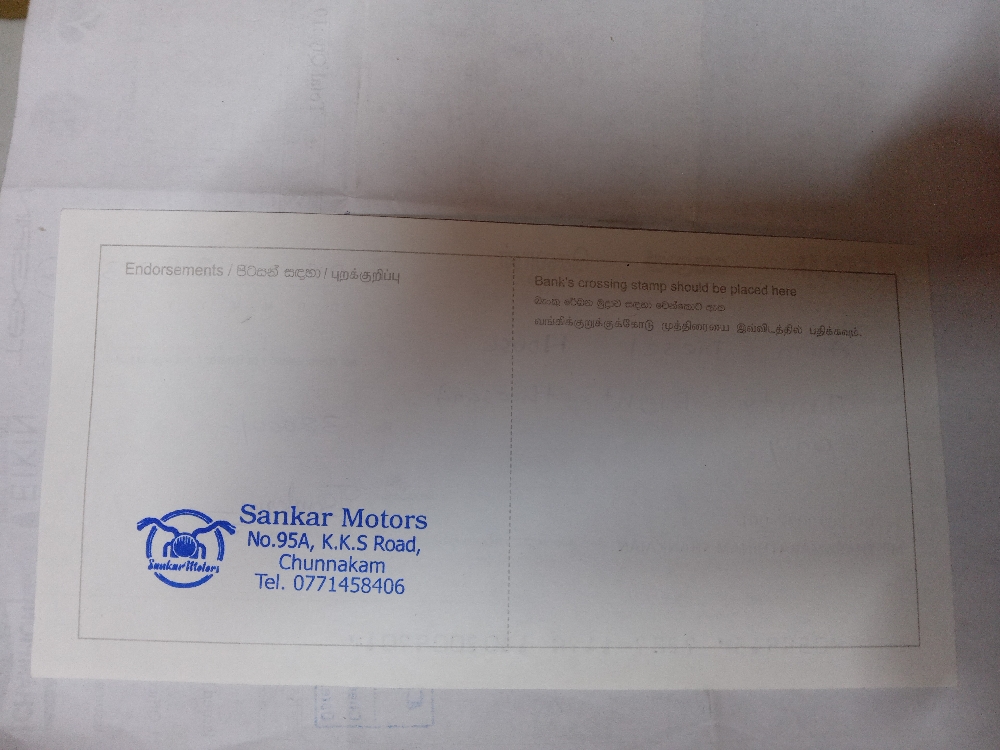 Endorsements / පිටසන් සඳහා / புறக்குறிப்பு
Bank's crossing stamp should be placed here
வங்கிக்குறுக்குக்கோடு முத்திரையை இவ்விடத்தில் பதிக்கவும்.
Sankar Motors
No.95A, K.K.S Road,
Chunnakam
Tel. 0771458406
Sankar Motors